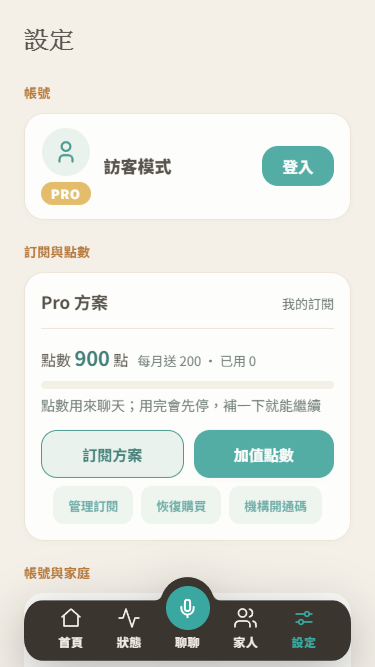 設定
帳號
訪客模式
登入
PRO
訂閱與點數
Pro 方案
我的訂閱
點數 900 点 每月送 200 · 已用 0
點數用來聊天；用完會先停，補一下就能繼續
訂閱方案
加值點數
管理訂閱
恢復購買
機構開通碼
帳號與家庭
首頁
狀態
聊聊
家人
設定